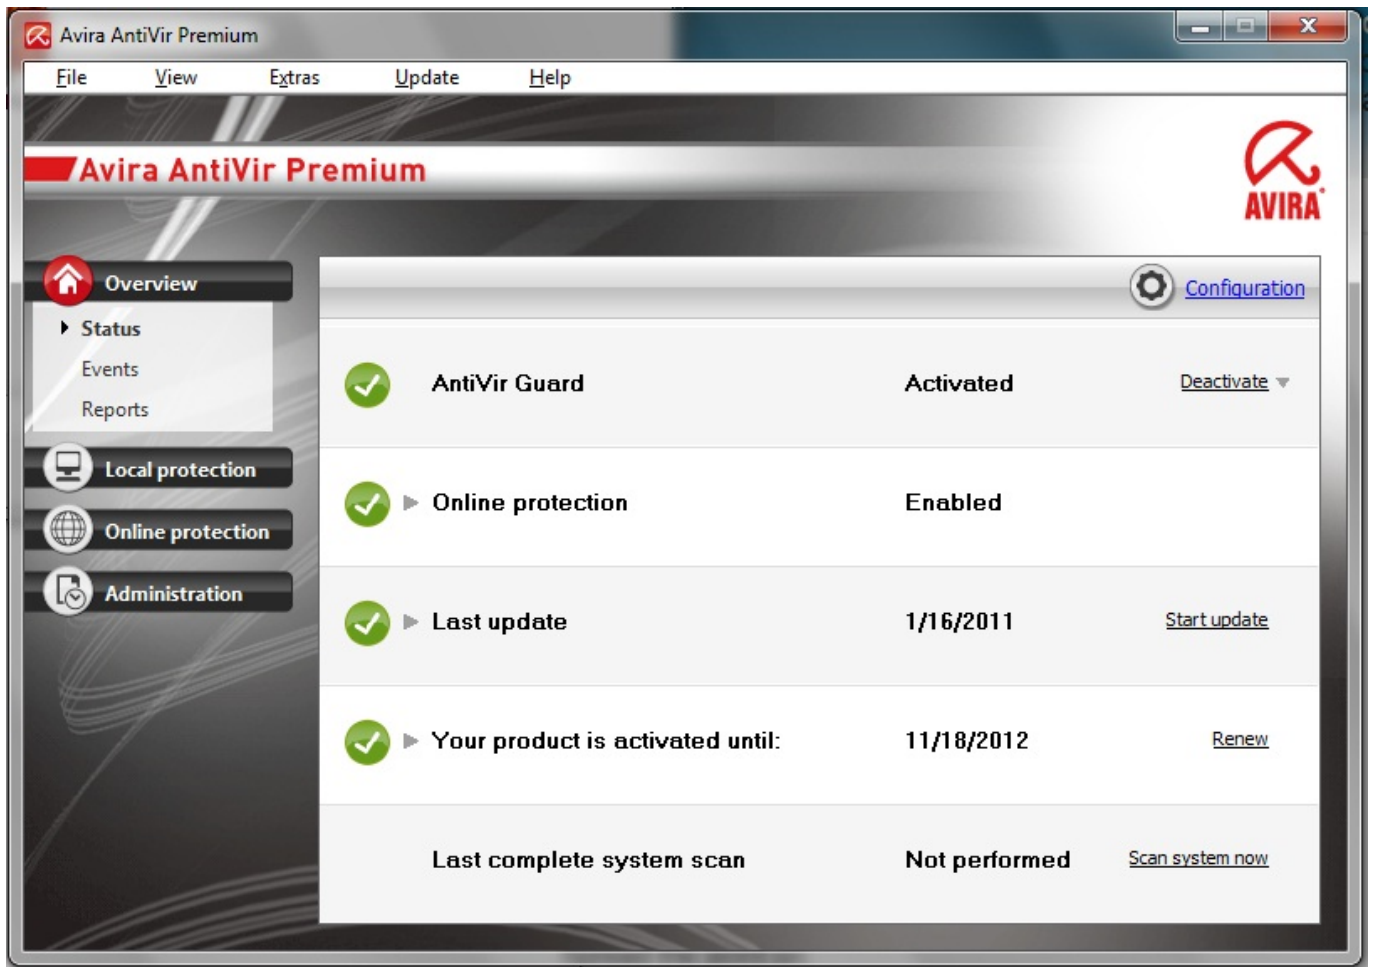 Avira AntiVir Premium
File View Extras Update Help
Avira AntiVir Premium
AVIRA
Overview
Configuration
Status
Events
Reports
AntiVir Guard Activated Deactivate
Local protection
Online protection Enabled
Online protection
Administration
Last update 1/16/2011 Start update
Your product is activated until: 11/18/2012 Renew
Last complete system scan Not performed Scan system now